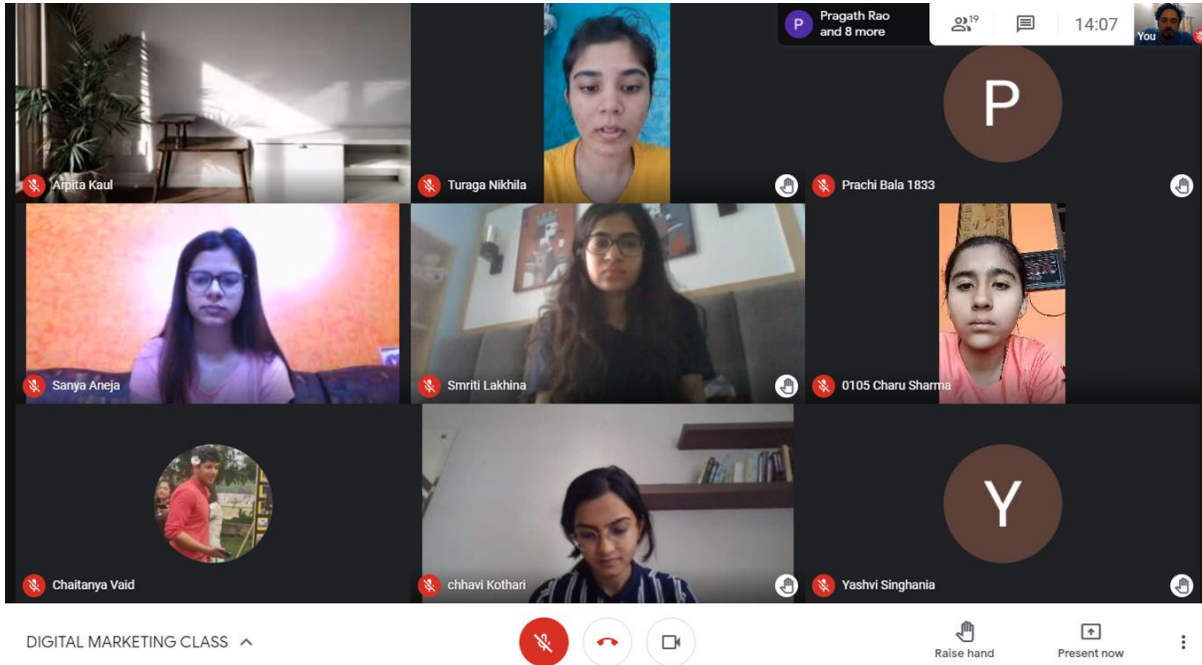 P
Pragath Rao
and 8 more
19
14:07
You
Arpita Kaul
Turaga Nikhila
P
Prachi Bala 1833
Sanya Aneja
Smriti Lakhina
0105 Charu Sharma
Chaitanya Vaid
chhavi Kothari
Y
Yashvi Singhania
DIGITAL MARKETING CLASS
Raise hand
Present now